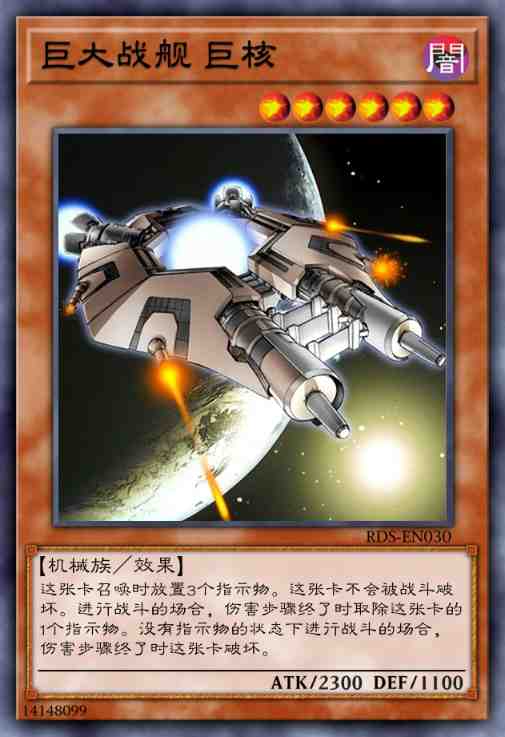 巨大战舰 巨核
闇
RDS-EN030
【机械族／效果】
这张卡召唤时放置3个指示物。这张卡不会被战斗破
坏。进行战斗的场合，伤害步骤终了时取除这张卡的
1个指示物。没有指示物的状态下进行战斗的场合，
伤害步骤终了时这张卡破坏。
ATK/2300 DEF/1100
14148099